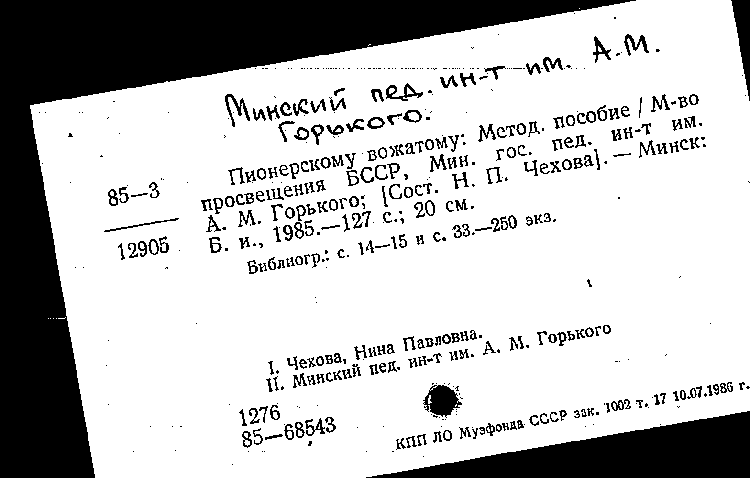 Минский пед. ин-т им. А.М.
Горького.
85—3
12905
Пионерскому вожатому: Метод. пособие / М-во
просвещения БССР, Мин. гос. пед. ин-т им.
А. М. Горького; [Сост. Н. П. Чехова]. — Минск:
Б. и., 1985.—127 с.; 20 см.
Библиогр.: с. 14—15 и с. 33.—250 экз.
I. Чехова, Нина Павловна.
II. Минский пед. ин-т им. А. М. Горького
1276
85—68543
КПП ЛО Музфонда СССР зак. 1002 т. 17 10.07.1986 г.